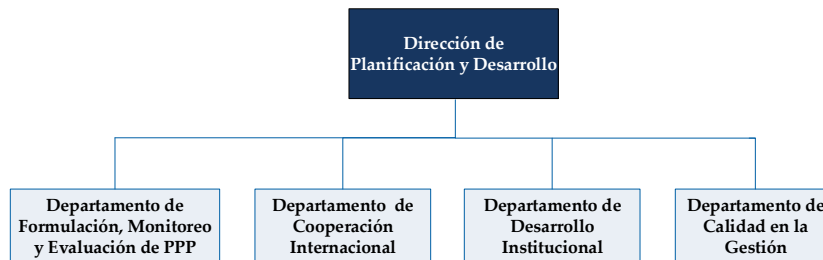 Dirección de
Planificación y Desarrollo
Departamento de
Formulación, Monitoreo
y Evaluación de PPP
Departamento de
Cooperación
Internacional
Departamento de
Desarrollo
Institucional
Departamento de
Calidad en la
Gestión